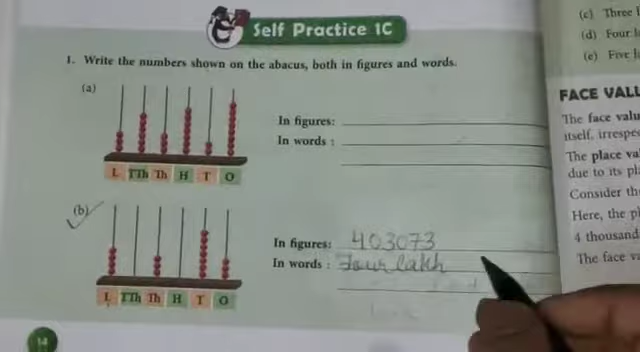 Self Practice 1C
1. Write the numbers shown on the abacus, both in figures and words.
(a)
In figures:
In words :
L TTh Th H T O
(b)
In figures: 403073
In words : Four lakh
L TTh Th H T O
14
(c) Three
(d) Four
(e) Five
FACE VALU
The face valu
itself, irrespec
The place va
due to its pl
Consider th
Here, the p
4 thousand
The face va